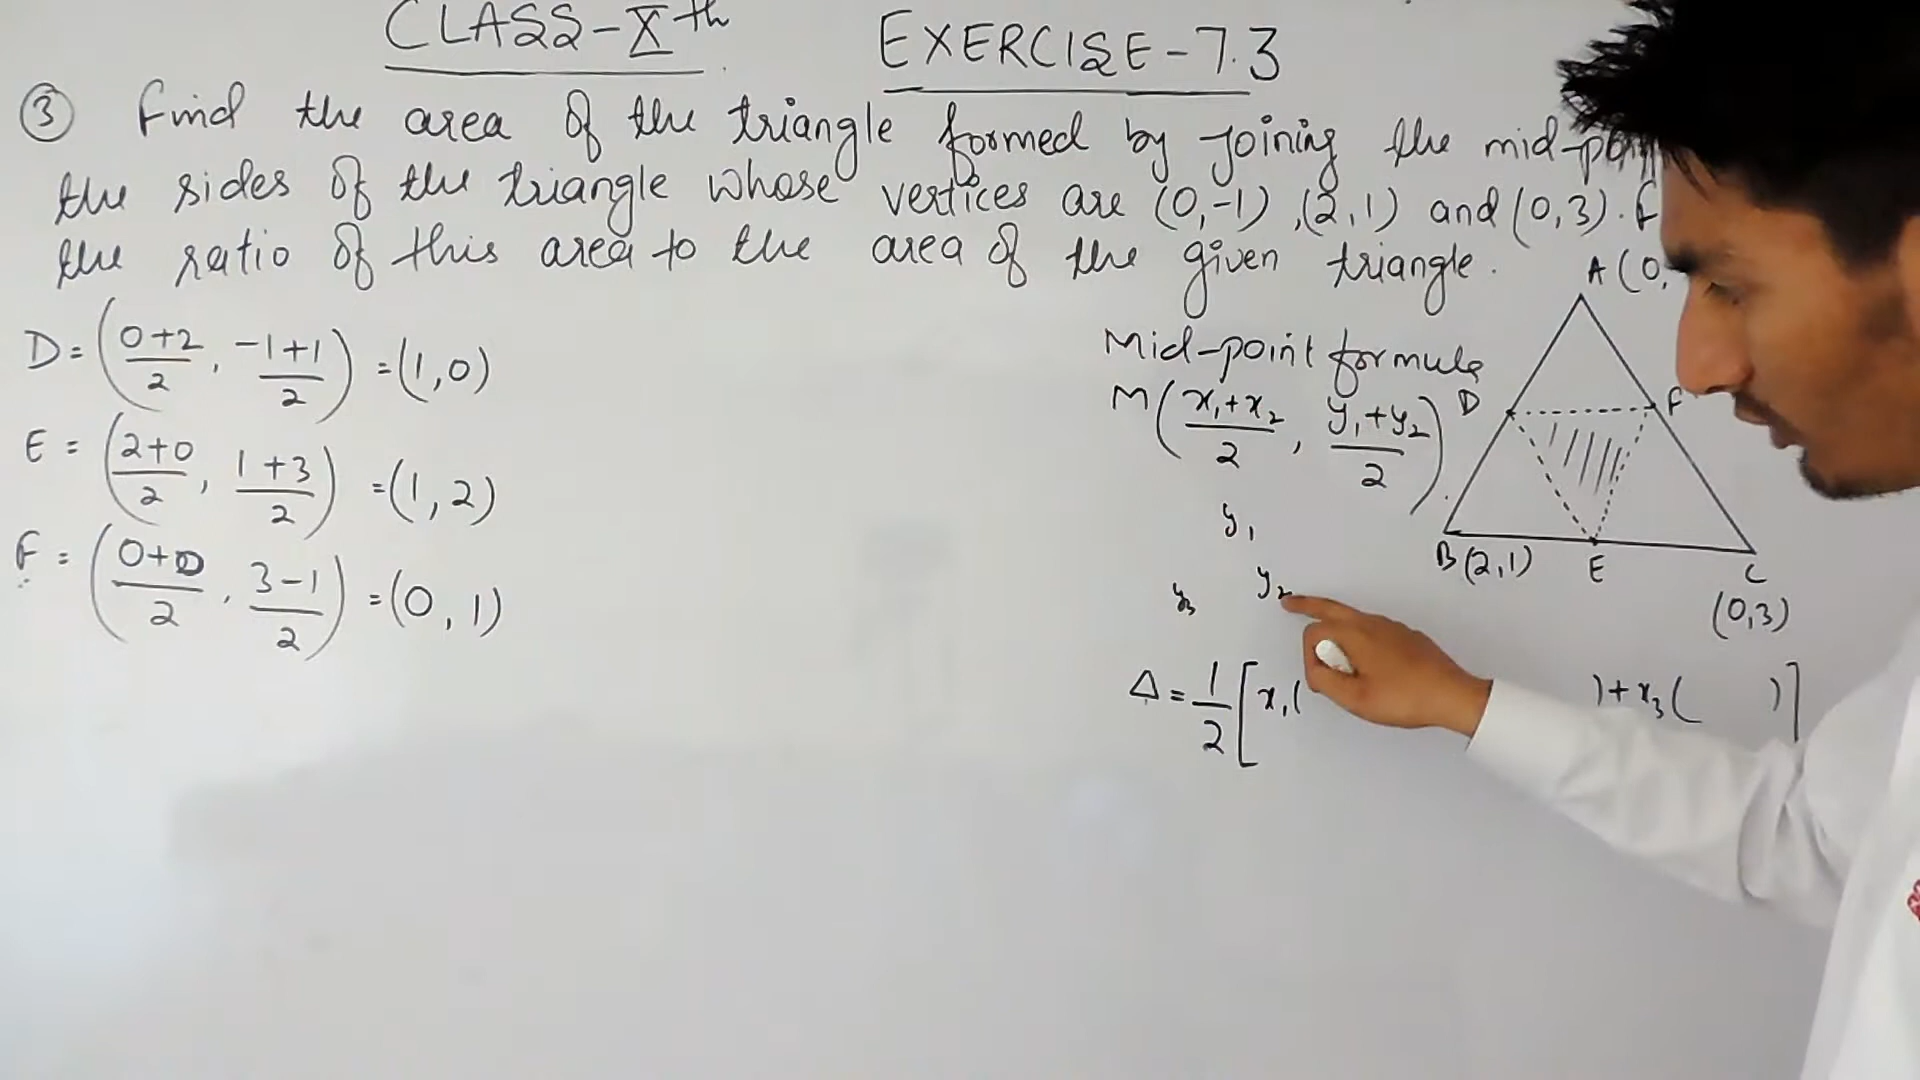 CLASS-Xth
EXERCISE-7.3
③ Find the area of the triangle formed by joining the mid-poin
the sides of the triangle whose vertices are (0,-1), (2,1) and (0,3). F
the ratio of this area to the area of the given triangle.
D = (0+2/2, -1+1/2) = (1,0)
E = (2+0/2, 1+3/2) = (1,2)
F = (0+0/2, 3-1/2) = (0,1)
Mid-point formula
M(x₁+x₂/2, y₁+y₂/2).
y₁
y₃ y₂
Δ = 1/2 [x₁( )+x₃( )]
A (0,
D F
B(2,1) E C
(0,3)